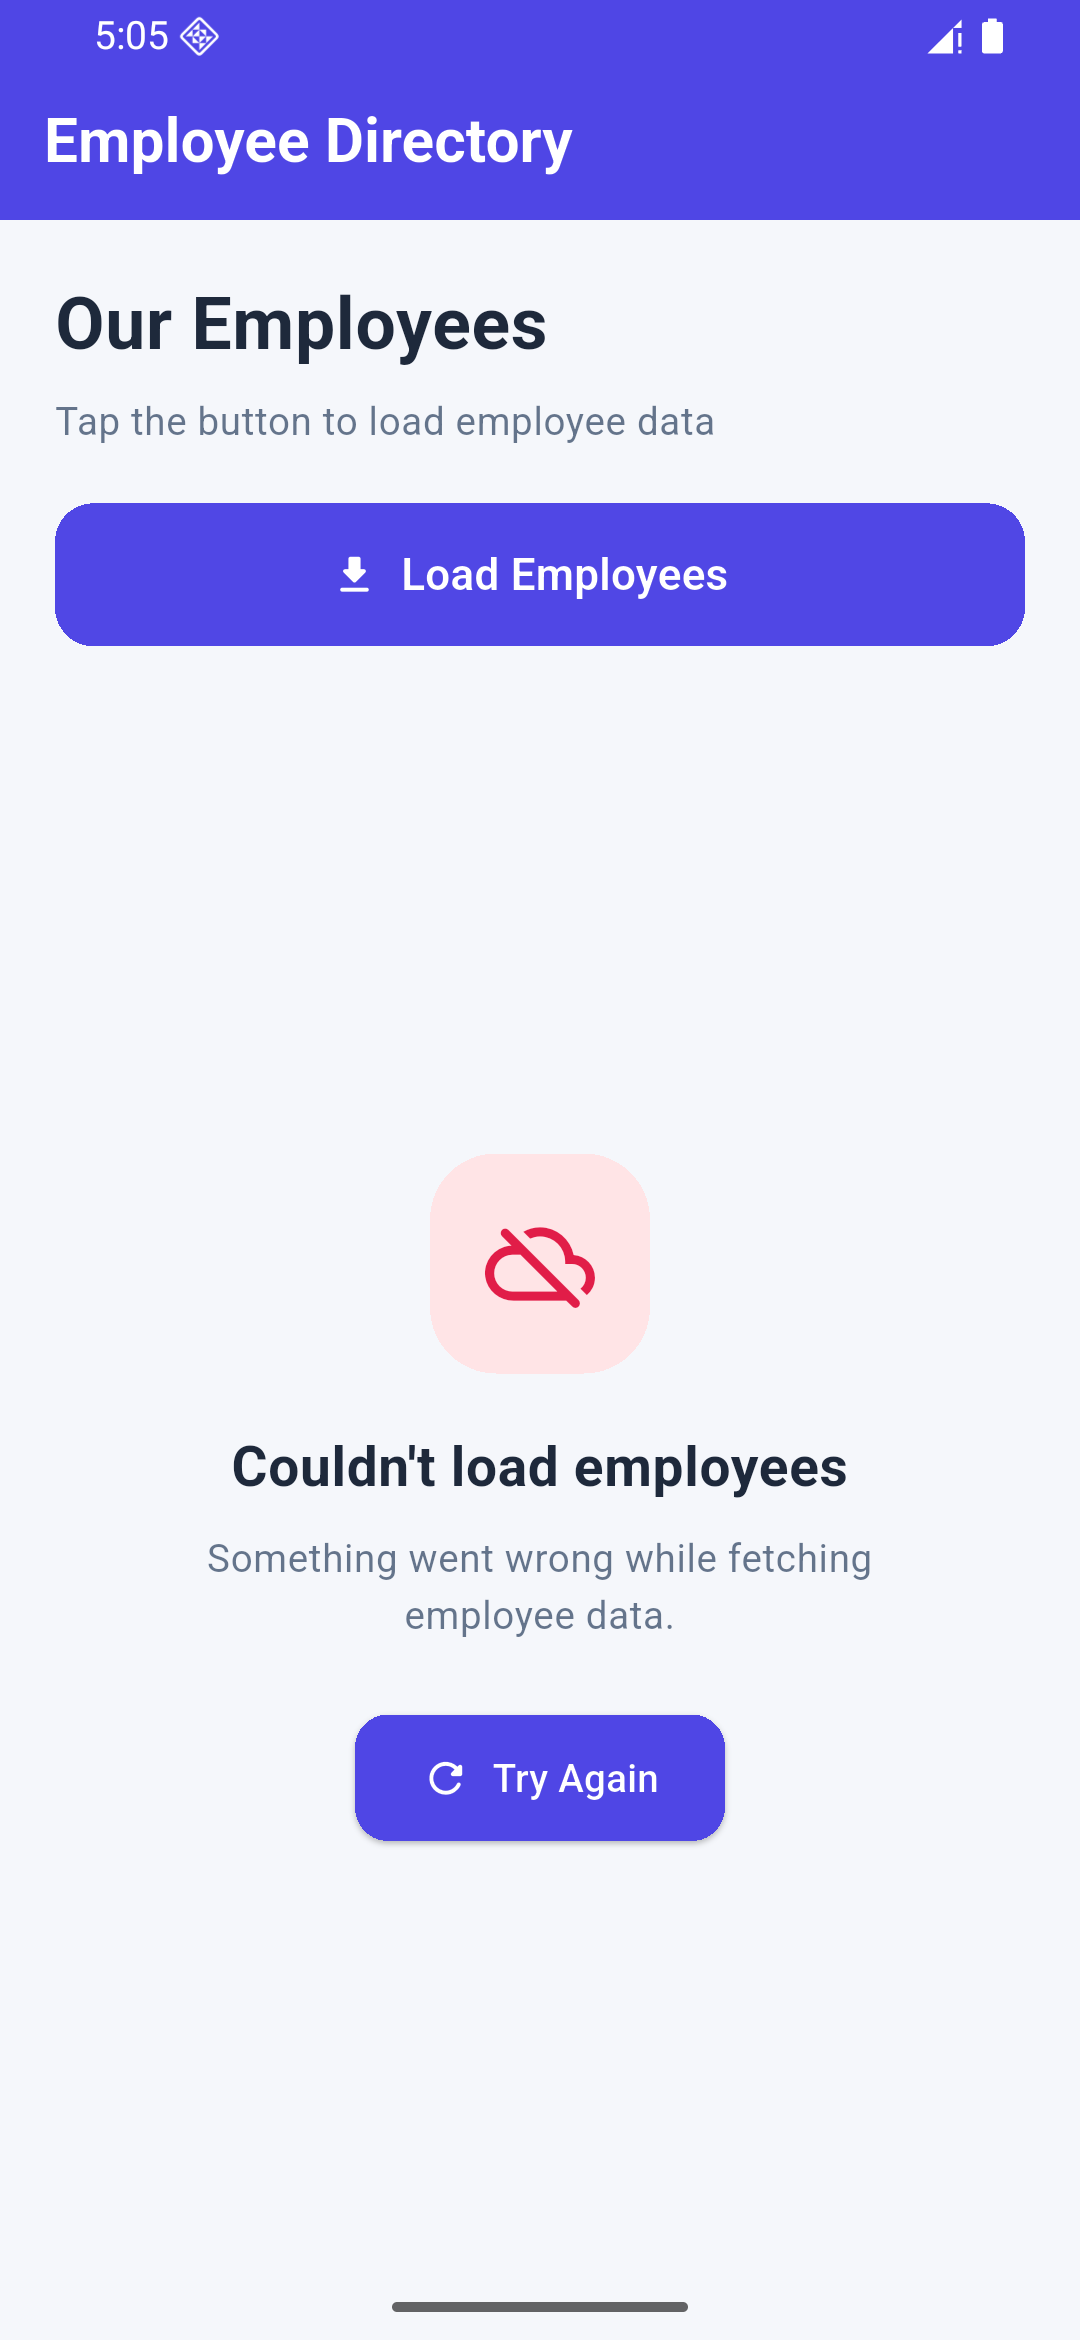 5:05
Employee Directory
Our Employees
Tap the button to load employee data
Load Employees
Couldn't load employees
Something went wrong while fetching
employee data.
Try Again